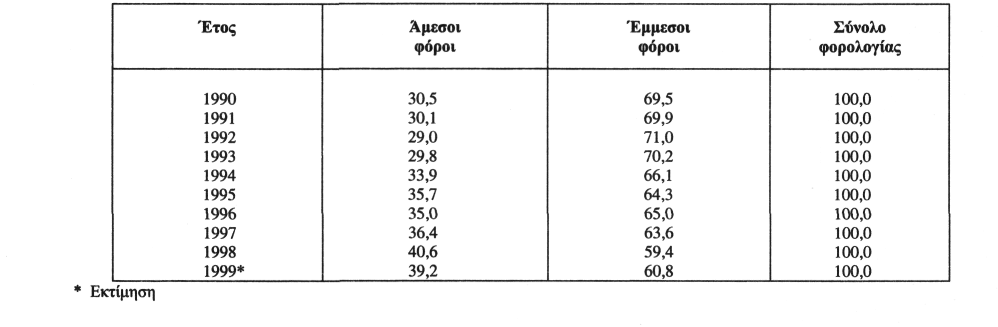 Έτος Άμεσοι φόροι Έμμεσοι φόροι Σύνολο φορολογίας
1990 30,5 69,5 100,0
1991 30,1 69,9 100,0
1992 29,0 71,0 100,0
1993 29,8 70,2 100,0
1994 33,9 66,1 100,0
1995 35,7 64,3 100,0
1996 35,0 65,0 100,0
1997 36,4 63,6 100,0
1998 40,6 59,4 100,0
1999* 39,2 60,8 100,0
* Εκτίμηση